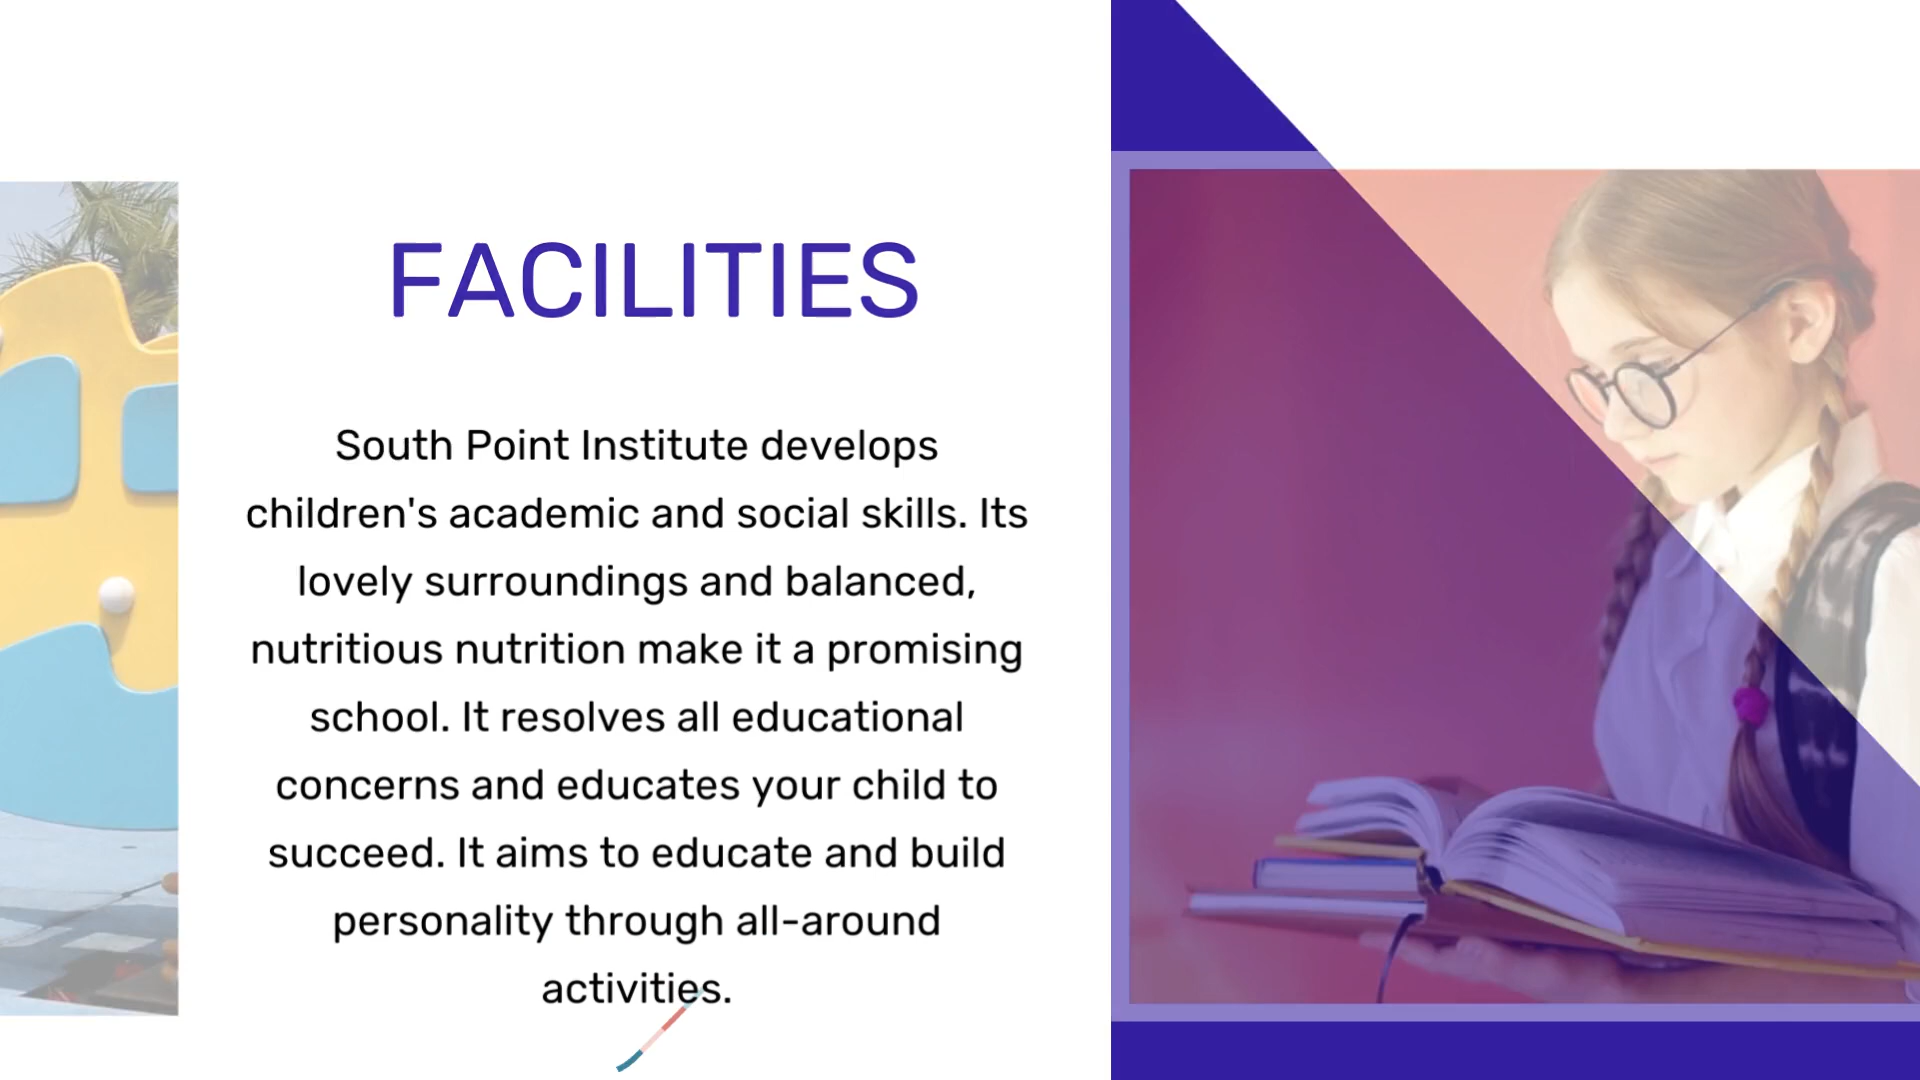 FACILITIES
South Point Institute develops
children's academic and social skills. Its
lovely surroundings and balanced,
nutritious nutrition make it a promising
school. It resolves all educational
concerns and educates your child to
succeed. It aims to educate and build
personality through all-around
activities.